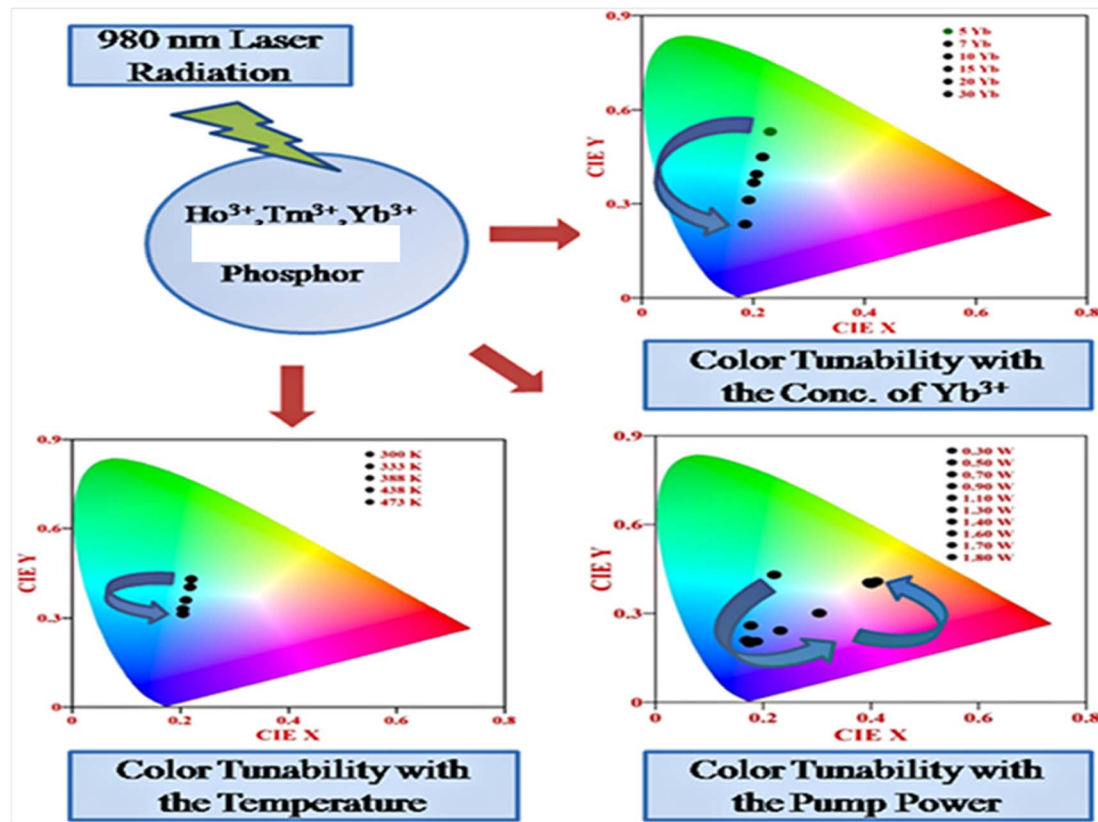 980 nm Laser
Radiation
Ho³⁺,Tm³⁺,Yb³⁺
Phosphor
0.9
0.6
0.3
0
CIE Y
5 Yb
7 Yb
10 Yb
15 Yb
20 Yb
30 Yb
0
0.2
0.4
0.6
0.8
CIE X
Color Tunability with
the Conc. of Yb³⁺
0.9
0.6
0.3
0
CIE Y
300 K
333 K
388 K
438 K
473 K
0
0.2
0.4
0.6
0.8
CIE X
Color Tunability with
the Temperature
0.9
0.6
0.3
0
CIE Y
0.30 W
0.50 W
0.70 W
0.90 W
1.10 W
1.30 W
1.40 W
1.60 W
1.70 W
1.80 W
0
0.2
0.4
0.6
0.8
CIE X
Color Tunability with
the Pump Power